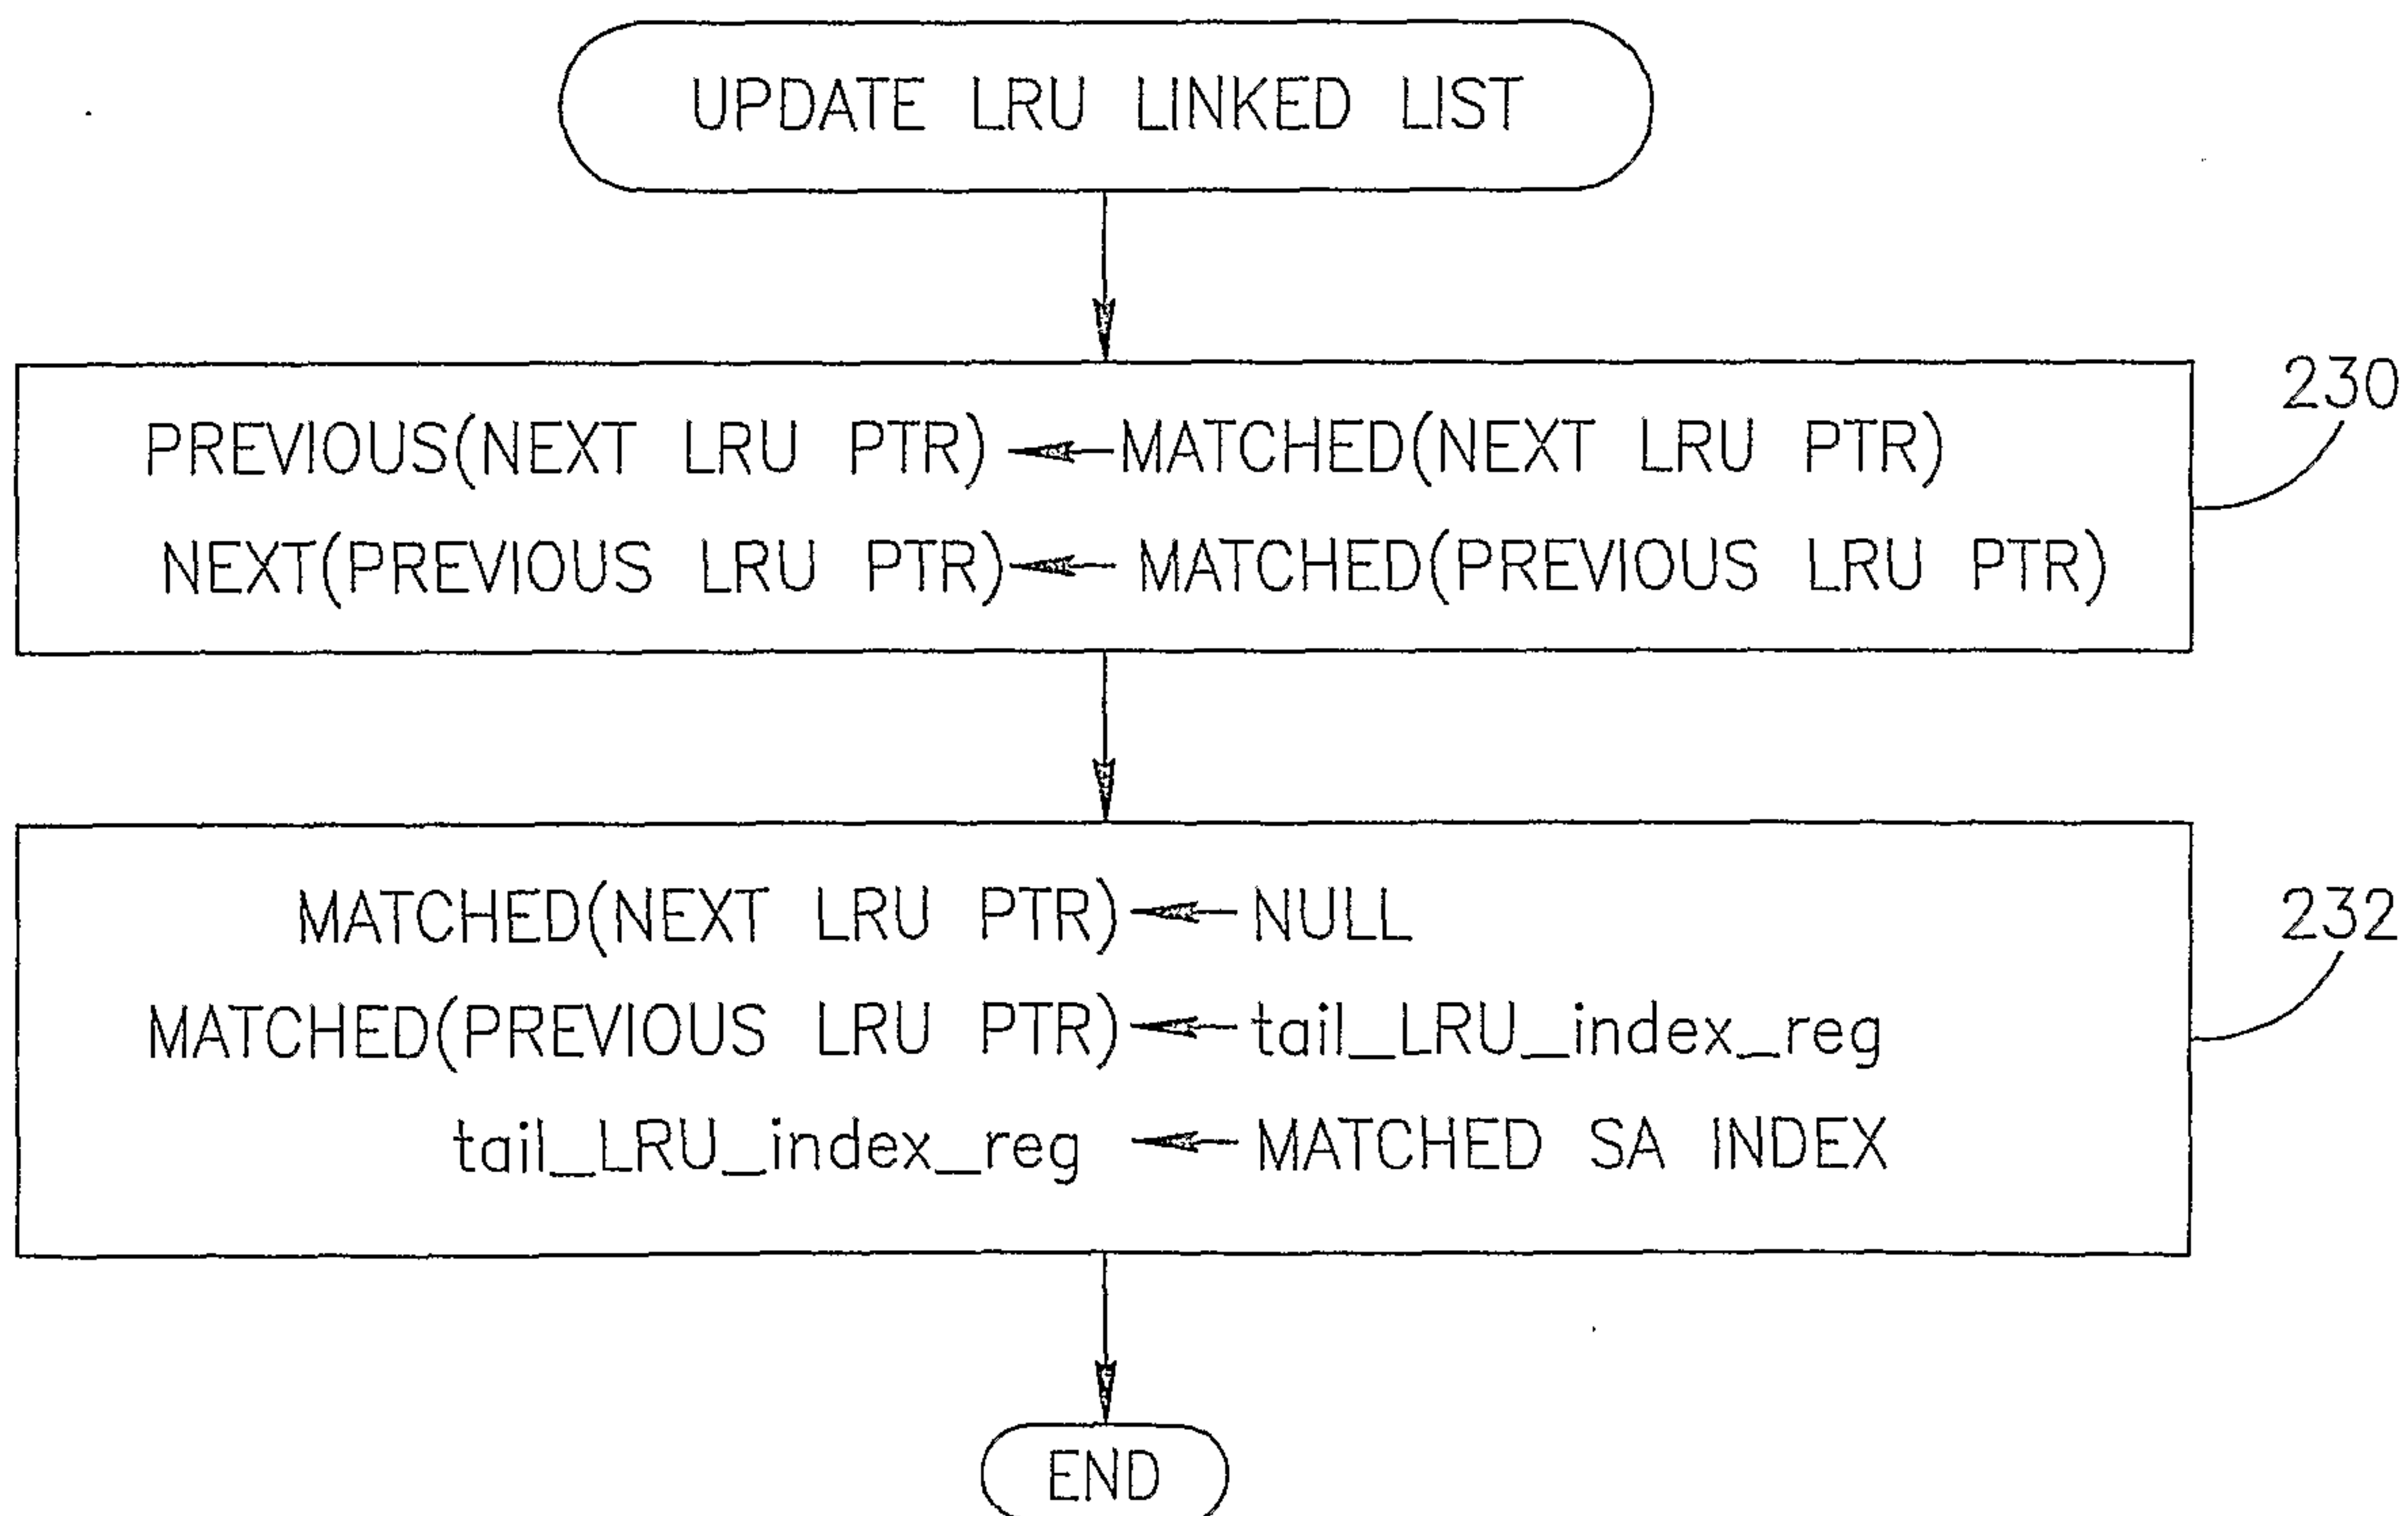 UPDATE LRU LINKED LIST
230
PREVIOUS(NEXT LRU PTR) ← MATCHED(NEXT LRU PTR)
NEXT(PREVIOUS LRU PTR) ← MATCHED(PREVIOUS LRU PTR)
232
MATCHED(NEXT LRU PTR) ← NULL
MATCHED(PREVIOUS LRU PTR) ← tail_LRU_index_reg
tail_LRU_index_reg ← MATCHED SA INDEX
END